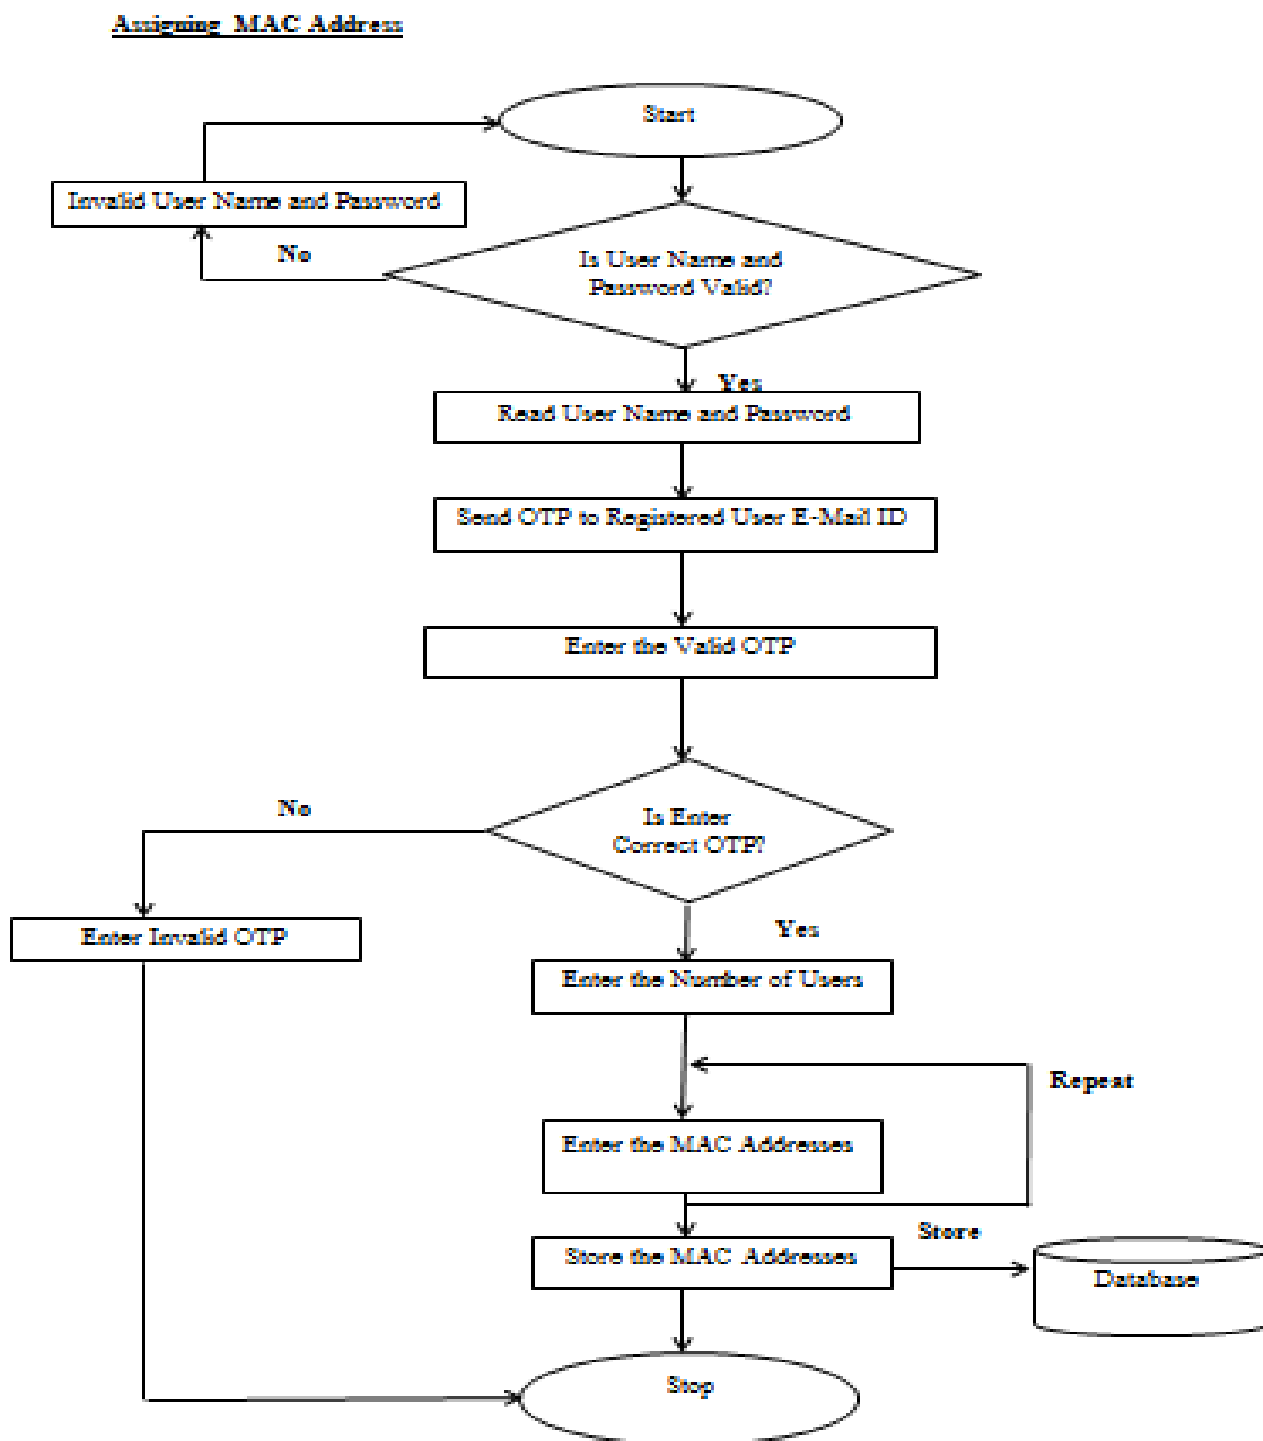 Assigning MAC Address
Start
Invalid User Name and Password
No
Is User Name and
Password Valid?
Yes
Read User Name and Password
Send OTP to Registered User E-Mail ID
Enter the Valid OTP
No
Is Enter
Correct OTP?
Enter Invalid OTP
Yes
Enter the Number of Users
Repeat
Enter the MAC Addresses
Store
Store the MAC Addresses
Database
Stop